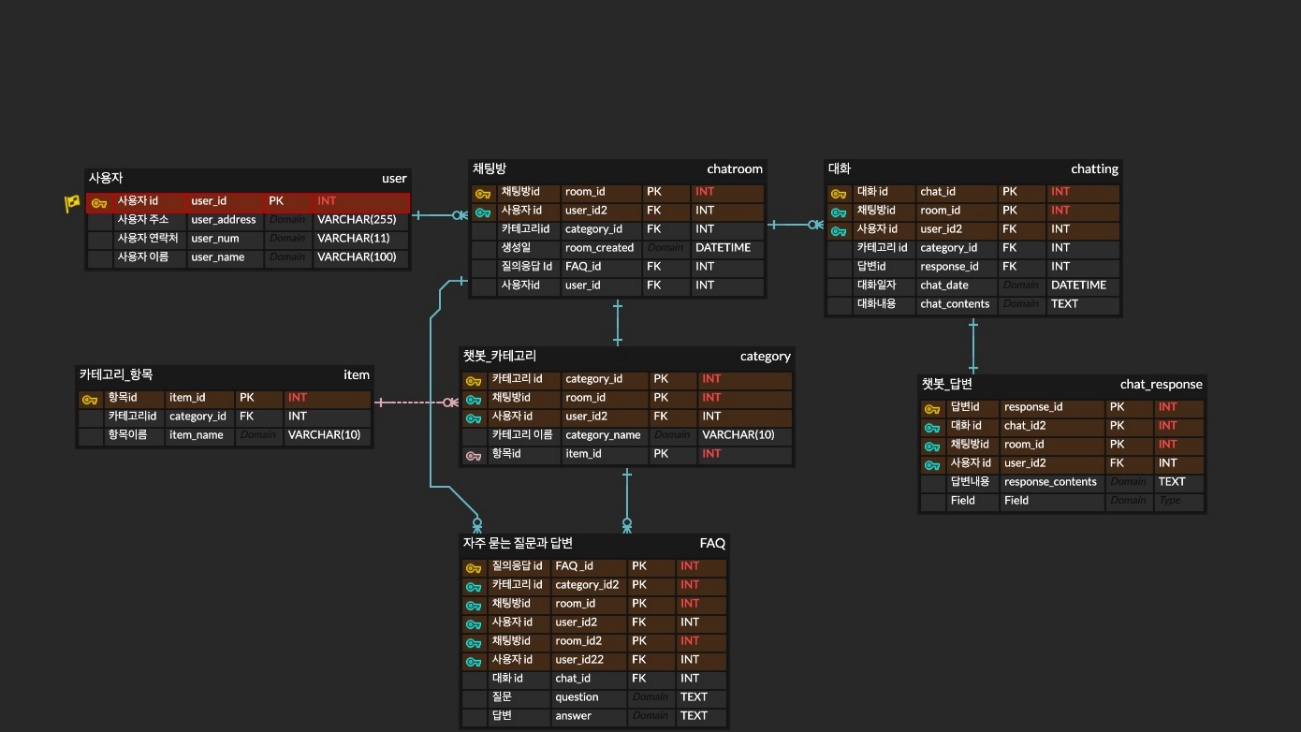 사용자 user
사용자 id user_id PK INT
사용자 주소 user_address Domain VARCHAR(255)
사용자 연락처 user_num Domain VARCHAR(11)
사용자 이름 user_name Domain VARCHAR(100)
채팅방 chatroom
채팅방id room_id PK INT
사용자 id user_id2 FK INT
카테고리id category_id FK INT
생성일 room_created Domain DATETIME
질의응답 Id FAQ_id FK INT
사용자id user_id FK INT
대화 chatting
대화 id chat_id PK INT
채팅방id room_id PK INT
사용자 id user_id2 FK INT
카테고리 id category_id FK INT
답변id response_id FK INT
대화일자 chat_date Domain DATETIME
대화내용 chat_contents Domain TEXT
카테고리_항목 item
항목id item_id PK INT
카테고리id category_id FK INT
항목이름 item_name Domain VARCHAR(10)
챗봇_카테고리 category
카테고리 id category_id PK INT
채팅방id room_id PK INT
사용자 id user_id2 FK INT
카테고리 이름 category_name Domain VARCHAR(10)
항목id item_id PK INT
챗봇_답변 chat_response
답변id response_id PK INT
대화 id chat_id2 PK INT
채팅방id room_id PK INT
사용자 id user_id2 FK INT
답변내용 response_contents Domain TEXT
Field Field Domain Type
자주 묻는 질문과 답변 FAQ
질의응답 id FAQ_id PK INT
카테고리 id category_id2 PK INT
채팅방id room_id PK INT
사용자 id user_id2 FK INT
채팅방id room_id2 PK INT
사용자 id user_id22 FK INT
대화 id chat_id FK INT
질문 question Domain TEXT
답변 answer Domain TEXT